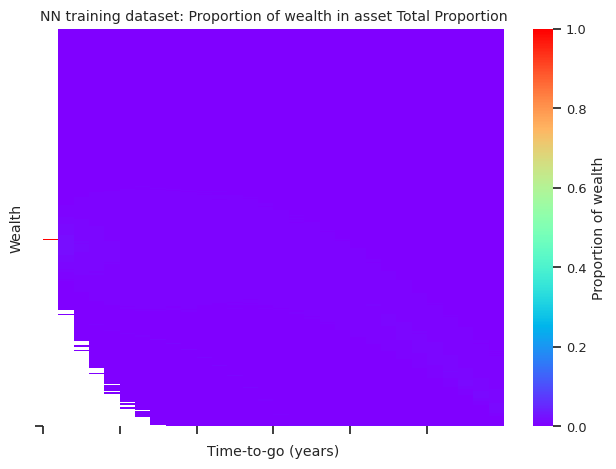 NN training dataset: Proportion of wealth in asset Total Proportion
Wealth
0
Time-to-go (years)
1.0
0.8
0.6
0.4
0.2
0.0
Proportion of wealth